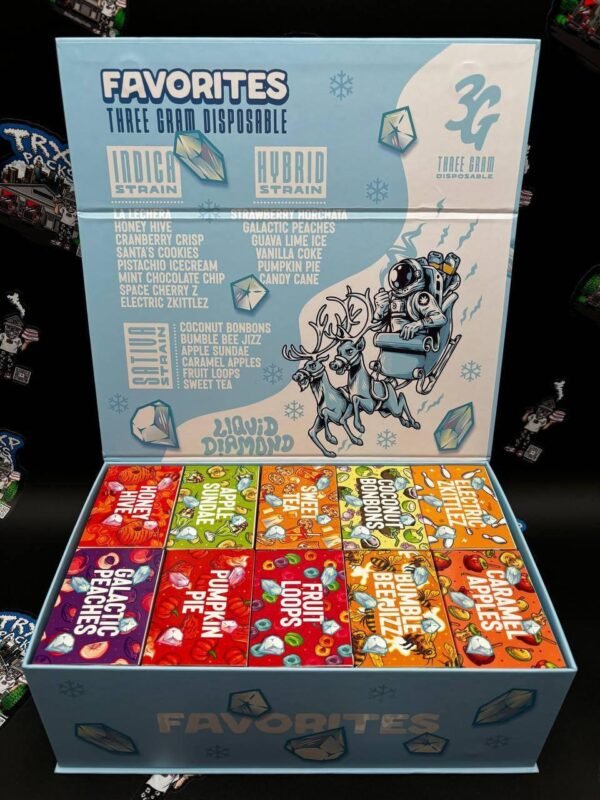 FAVORITES
THREE GRAM DISPOSABLE
3G
THREE GRAM
DISPOSABLE
INDICA
STRAIN
LA LECHERA
HONEY HIVE
CRANBERRY CRISP
SANTA'S COOKIES
PISTACHIO ICECREAM
MINT CHOCOLATE CHIP
SPACE CHERRY Z
ELECTRIC ZKITTLEZ
HYBRID
STRAIN
STRAWBERRY HORCHATA
GALACTIC PEACHES
GUAVA LIME ICE
VANILLA COKE
PUMPKIN PIE
CANDY CANE
SATIVA
STRAIN
COCONUT BONBONS
BUMBLE BEE JIZZ
APPLE SUNDAE
CARAMEL APPLES
FRUIT LOOPS
SWEET TEA
LIQUID
DIAMOND
HONEY
HIVE
APPLE
SUNDAE
SWEET
TEA
COCONUT
BONBONS
ELECTRIC
ZKITTLEZ
GALACTIC
PEACHES
PUMPKIN
PIE
FRUIT
LOOPS
BUMBLE
BEE JIZZ
CARAMEL
APPLES
FAVORITES
TRX
PACKS